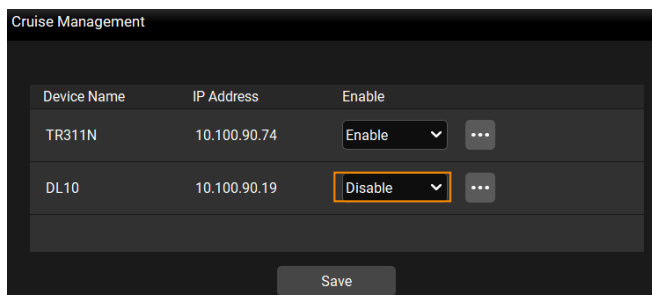 Cruise Management
Device Name IP Address Enable
TR311N 10.100.90.74 Enable
DL10 10.100.90.19 Disable
Save